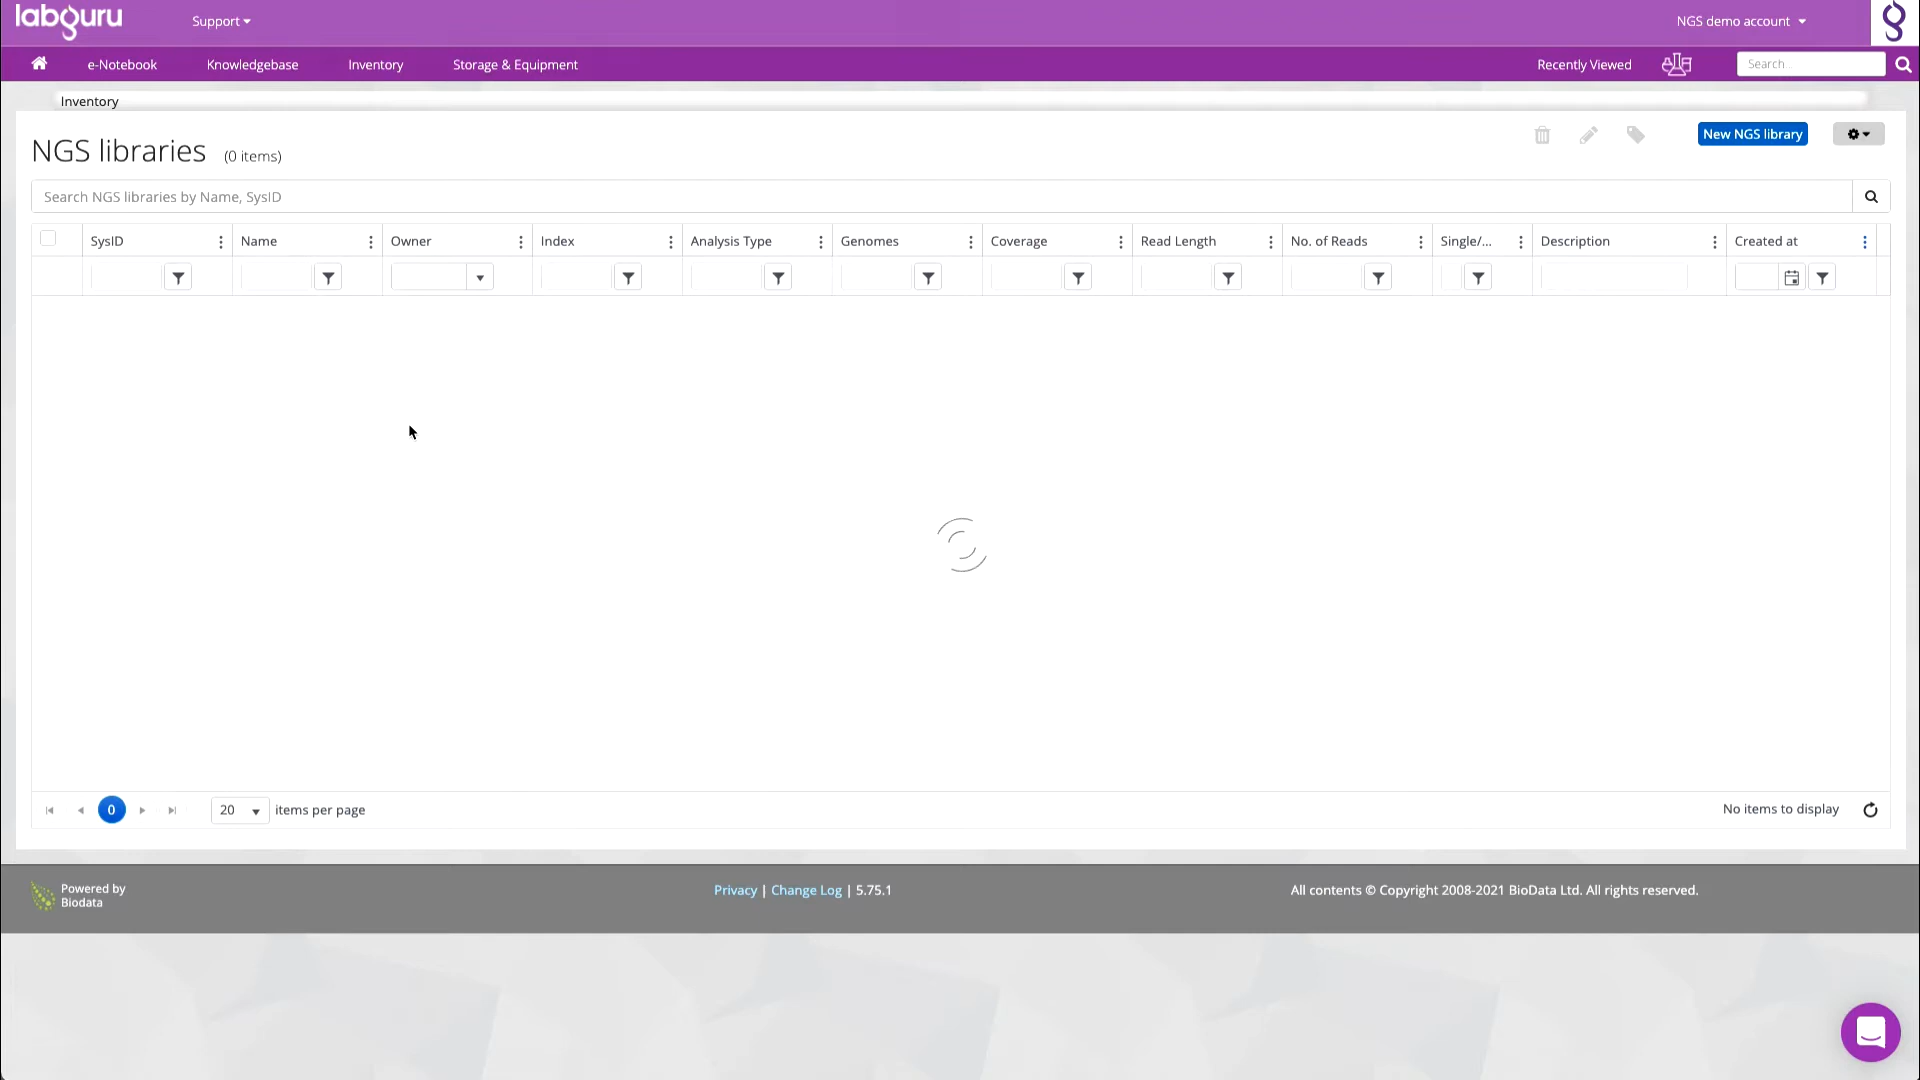 labguru
Support
NGS demo account
e-Notebook
Knowledgebase
Inventory
Storage & Equipment
Recently Viewed
Search
Inventory
NGS libraries (0 items)
New NGS library
Search NGS libraries by Name, SysID
SysID
Name
Owner
Index
Analysis Type
Genomes
Coverage
Read Length
No. of Reads
Single/...
Description
Created at
0
20
items per page
No items to display
Powered by
Biodata
Privacy | Change Log | 5.75.1
All contents © Copyright 2008-2021 BioData Ltd. All rights reserved.